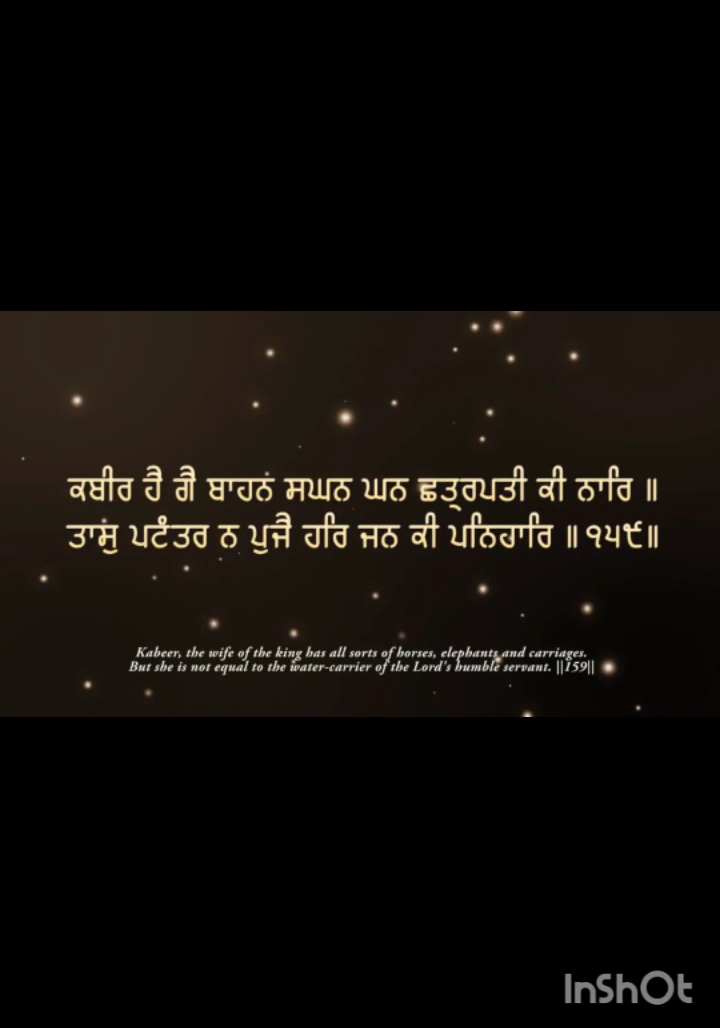 ਕਬੀਰ ਹੈ ਗੈ ਬਾਹਨ ਸਘਨ ਘਨ ਛਤ੍ਰਪਤੀ ਕੀ ਨਾਰਿ ॥
ਤਾਸੁ ਪਟੰਤਰ ਨ ਪੁਜੈ ਹਰਿ ਜਨ ਕੀ ਪਨਿਹਾਰਿ ॥੧੫੯॥
Kabeer, the wife of the king has all sorts of horses, elephants and carriages.
But she is not equal to the water-carrier of the Lord's humble servant. ||159||
InShOt